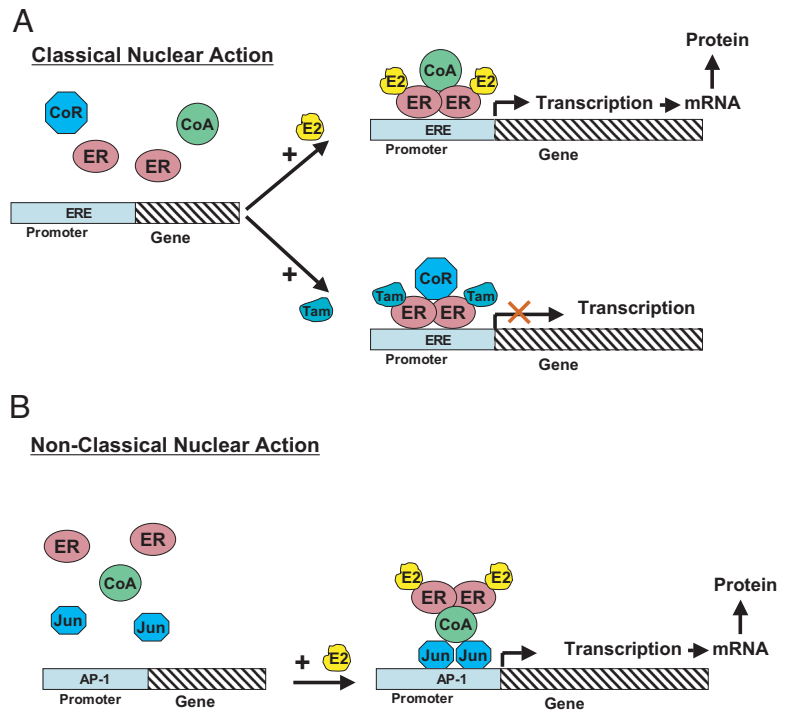 A
Classical Nuclear Action
CoR
CoA
ER
ER
ERE
Promoter
Gene
E2
+
+
Tam
E2
CoA
E2
ER
ER
ERE
Promoter
Gene
Transcription
mRNA
Protein
CoR
Tam
Tam
ER
ER
ERE
Promoter
Gene
Transcription
B
Non-Classical Nuclear Action
ER
ER
CoA
Jun
Jun
AP-1
Promoter
Gene
+
E2
E2
E2
ER
ER
CoA
Jun
Jun
AP-1
Promoter
Gene
Transcription
mRNA
Protein